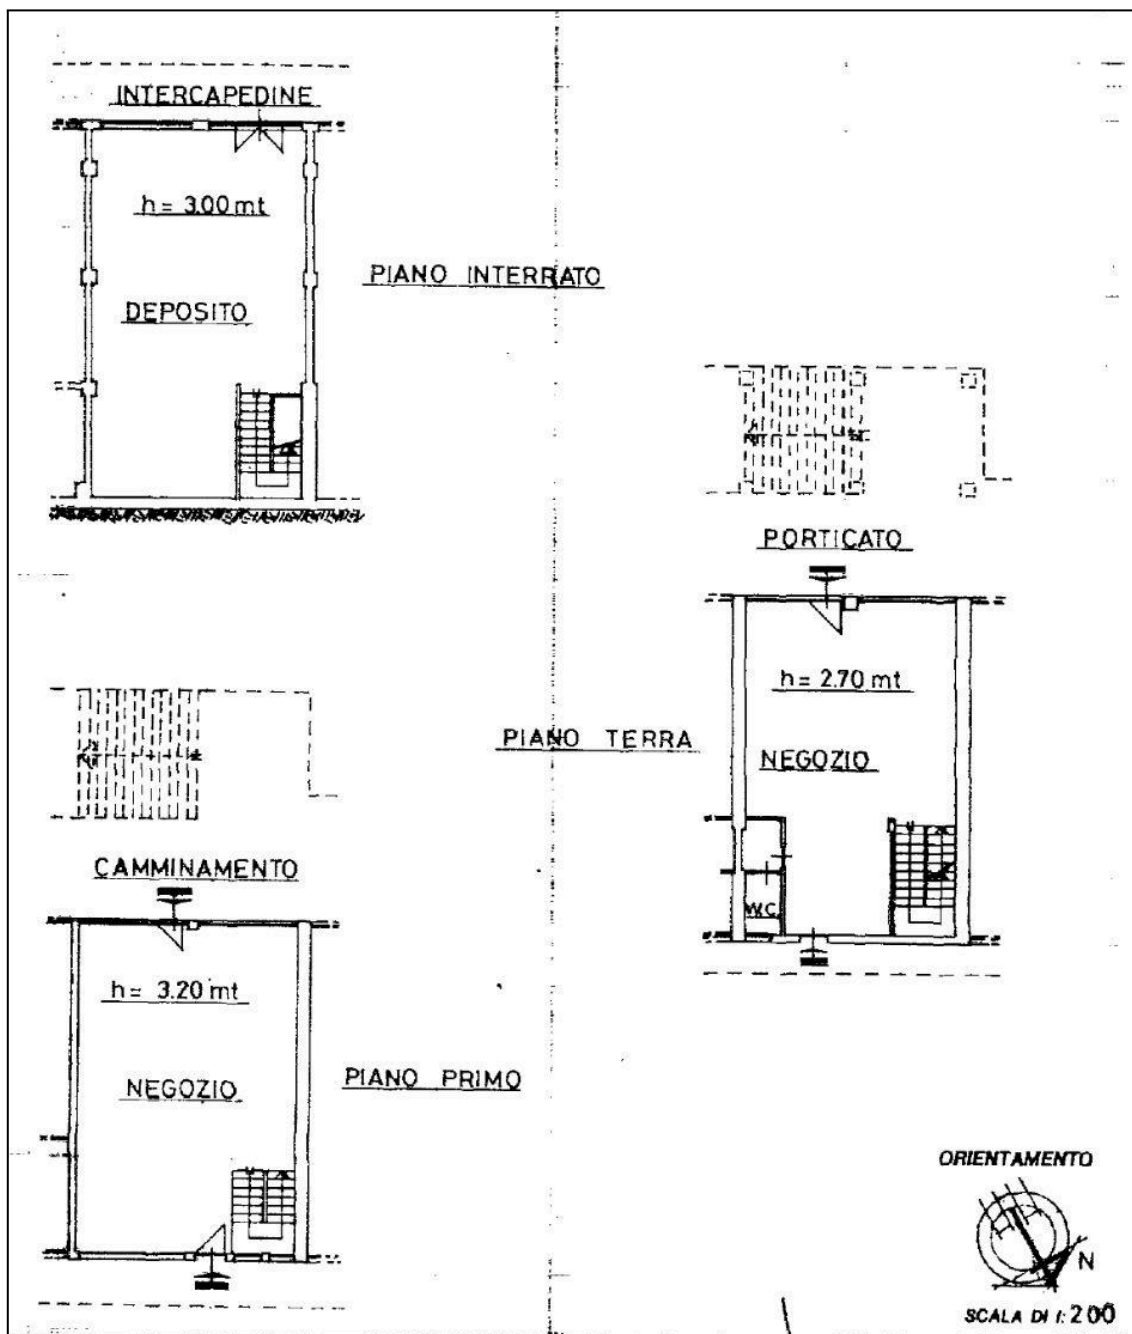 INTERCAPEDINE
h = 3.00 mt
PIANO INTERRATO
DEPOSITO
PORTICATO
h = 2.70 mt
PIANO TERRA
NEGOZIO
W.C.
CAMMINAMENTO
h = 3.20 mt
NEGOZIO
PIANO PRIMO
ORIENTAMENTO
N
SCALA DI 1:200